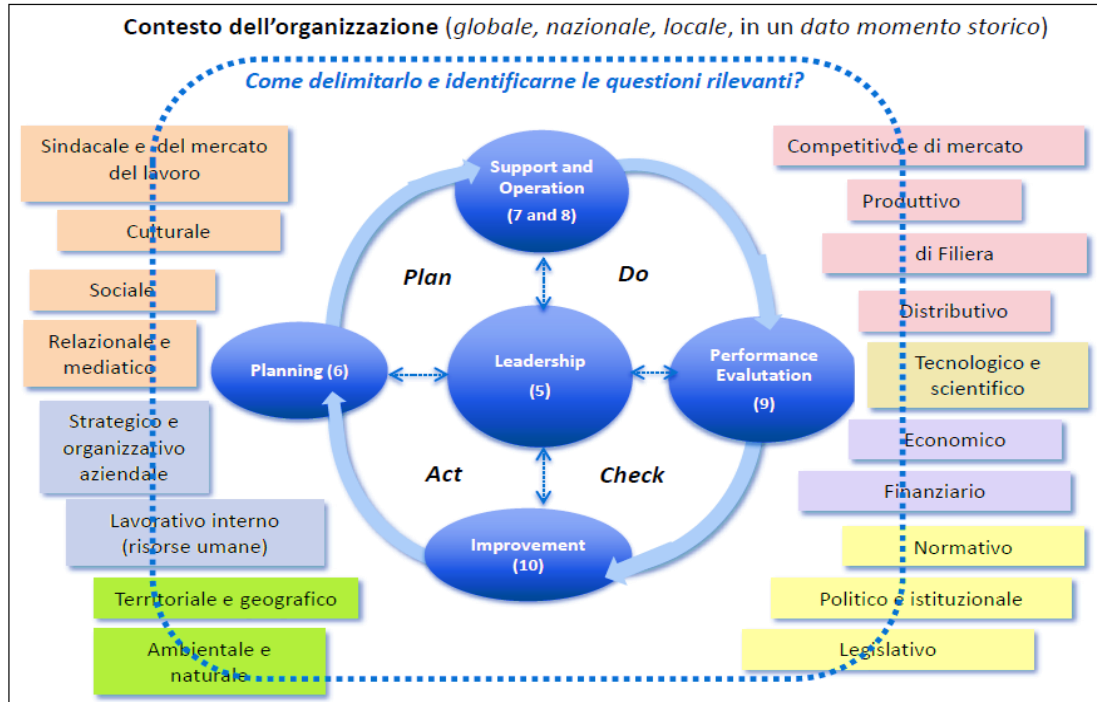 Contesto dell'organizzazione (globale, nazionale, locale, in un dato momento storico)
Come delimitarlo e identificarne le questioni rilevanti?
Sindacale e del mercato
del lavoro
Culturale
Sociale
Relazionale e
mediatico
Strategico e
organizzativo
aziendale
Lavorativo interno
(risorse umane)
Territoriale e geografico
Ambientale e
naturale
Support and
Operation
(7 and 8)
Plan
Do
Planning (6)
Leadership
(5)
Performance
Evalutation
(9)
Act
Check
Improvement
(10)
Competitivo e di mercato
Produttivo
di Filiera
Distributivo
Tecnologico e
scientifico
Economico
Finanziario
Normativo
Politico e istituzionale
Legislativo